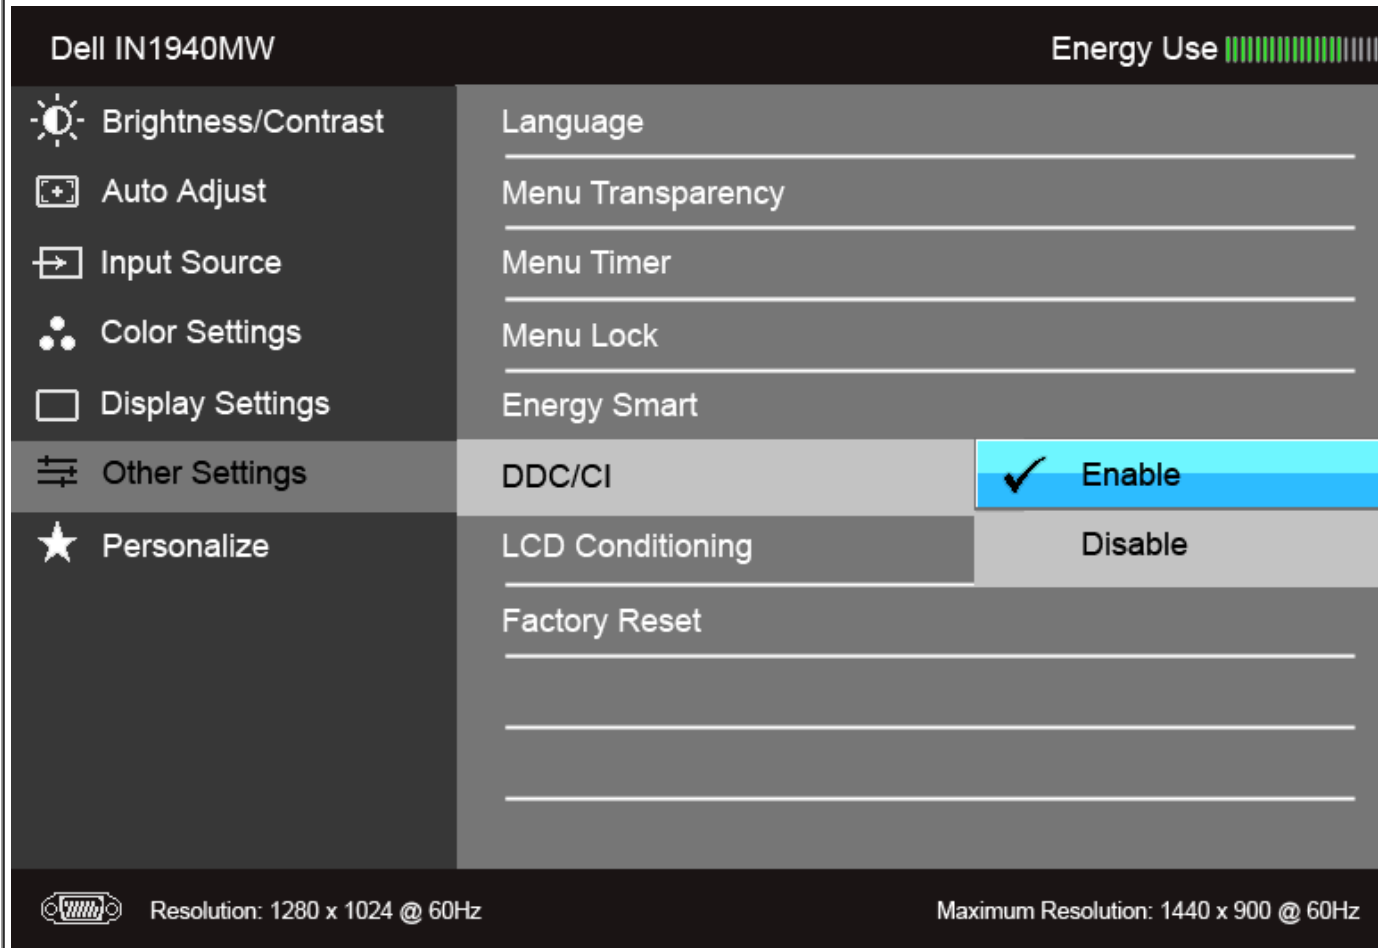 Dell IN1940MW
Energy Use
Brightness/Contrast
Auto Adjust
Input Source
Color Settings
Display Settings
Other Settings
Personalize
Language
Menu Transparency
Menu Timer
Menu Lock
Energy Smart
DDC/CI
Enable
Disable
LCD Conditioning
Factory Reset
Resolution: 1280 x 1024 @ 60Hz
Maximum Resolution: 1440 x 900 @ 60Hz